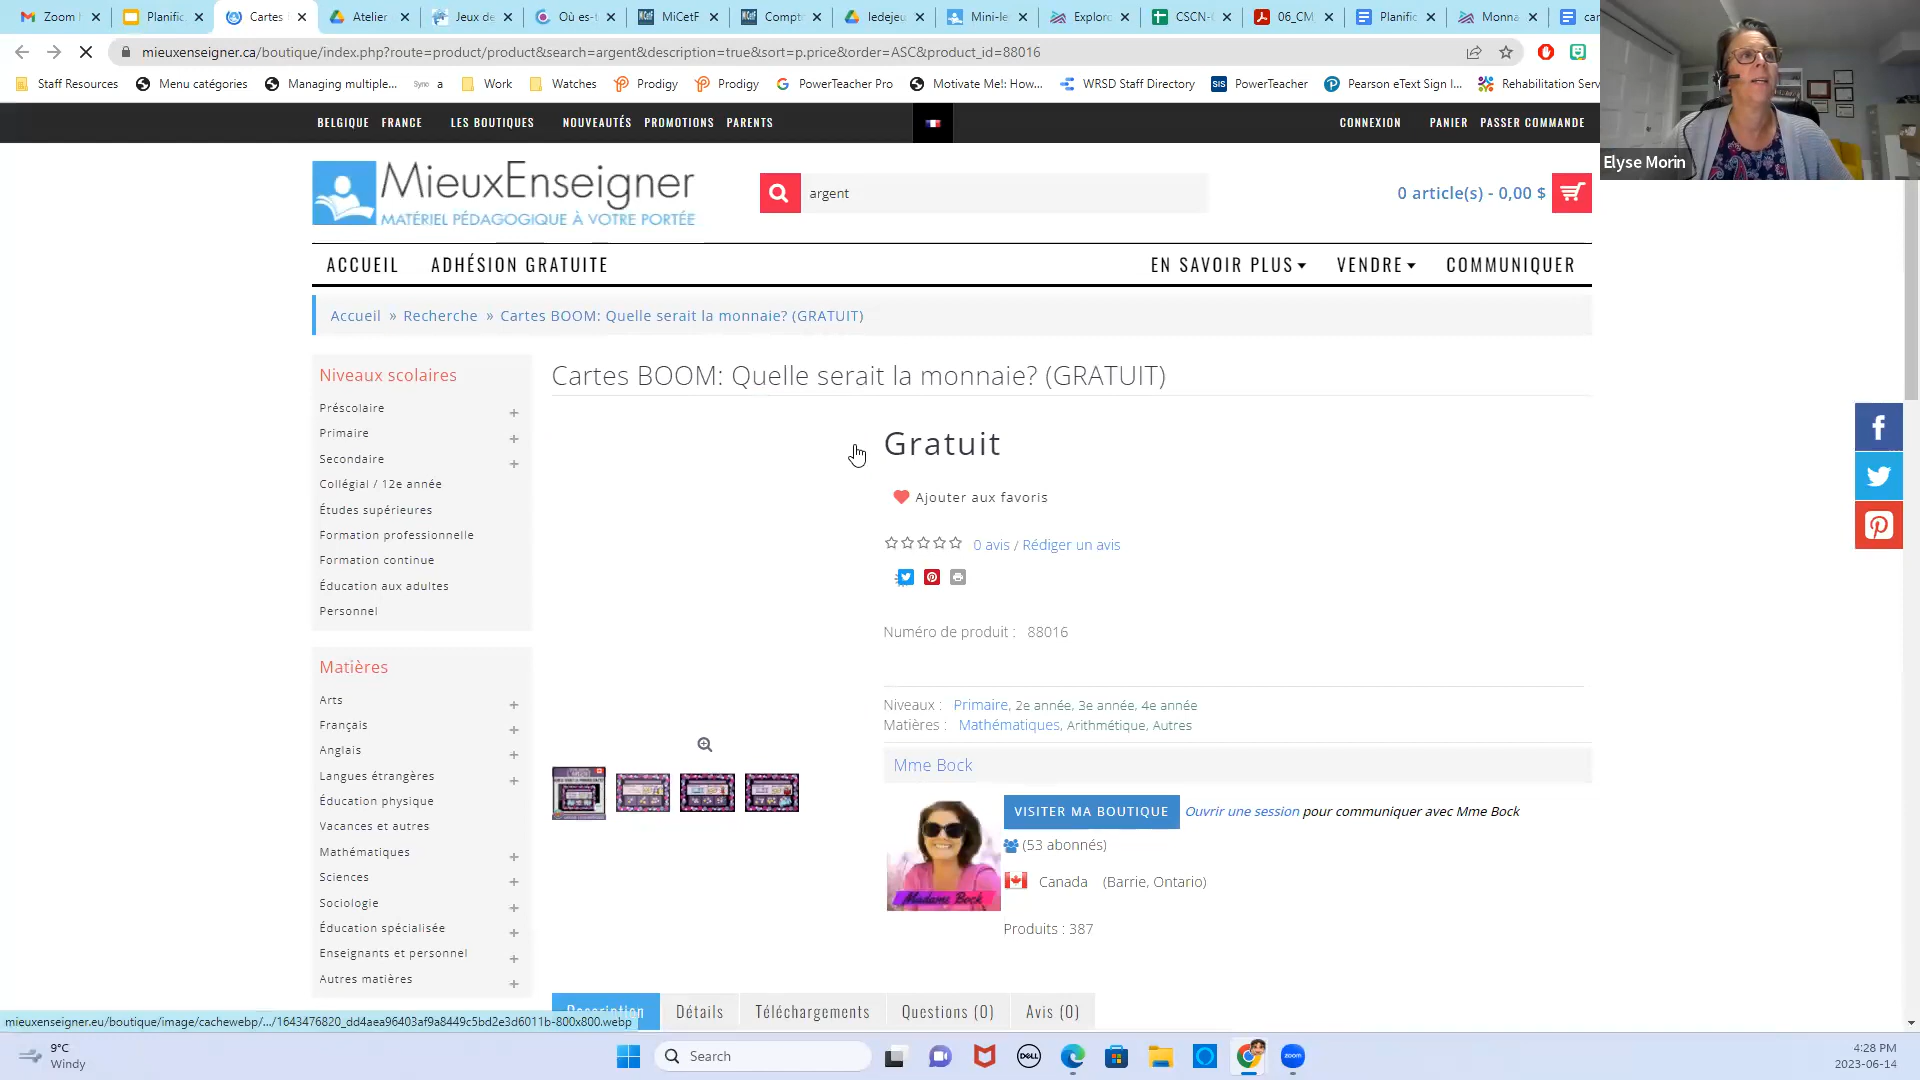 Zoom
Planific
Cartes
Atelier
Jeux de
Où es-t
MiCetF
Compt
ledejeu
Mini-le
Explorc
CSCN-
06_CM
Planific
Monna
car
mieuxenseigner.ca/boutique/index.php?route=product/product&search=argent&description=true&sort=p.price&order=ASC&product_id=88016
Staff Resources
Menu catégories
Managing multiple...
Sync a
Work
Watches
Prodigy
Prodigy
PowerTeacher Pro
Motivate Me!: How...
WRSD Staff Directory
SIS PowerTeacher
Pearson eText Sign I...
Rehabilitation Serv
BELGIQUE FRANCE LES BOUTIQUES NOUVEAUTÉS PROMOTIONS PARENTS CONNEXION PANIER PASSER COMMANDE
Elyse Morin
MieuxEnseigner
MATÉRIEL PÉDAGOGIQUE À VOTRE PORTÉE
argent
0 article(s) - 0,00 $
ACCUEIL ADHÉSION GRATUITE EN SAVOIR PLUS VENDRE COMMUNIQUER
Accueil » Recherche » Cartes BOOM: Quelle serait la monnaie? (GRATUIT)
Niveaux scolaires
Préscolaire +
Primaire +
Secondaire +
Collégial / 12e année
Études supérieures
Formation professionnelle
Formation continue
Éducation aux adultes
Personnel
Matières
Arts +
Français +
Anglais +
Langues étrangères +
Éducation physique
Vacances et autres
Mathématiques +
Sciences +
Sociologie +
Éducation spécialisée +
Enseignants et personnel +
Autres matières +
Cartes BOOM: Quelle serait la monnaie? (GRATUIT)
Gratuit
Ajouter aux favoris
0 avis / Rédiger un avis
Numéro de produit : 88016
Niveaux : Primaire, 2e année, 3e année, 4e année
Matières : Mathématiques, Arithmétique, Autres
Mme Bock
Madame Bock
VISITER MA BOUTIQUE Ouvrir une session pour communiquer avec Mme Bock
(53 abonnés)
Canada (Barrie, Ontario)
Produits : 387
Description Détails Téléchargements Questions (0) Avis (0)
mieuxenseigner.eu/boutique/image/cachewebp/.../1643476820_dd4aea96403af9a8449c5bd2e3d6011b-800x800.webp
9°C
Windy
Search
DELL
zoom
4:28 PM
2023-06-14